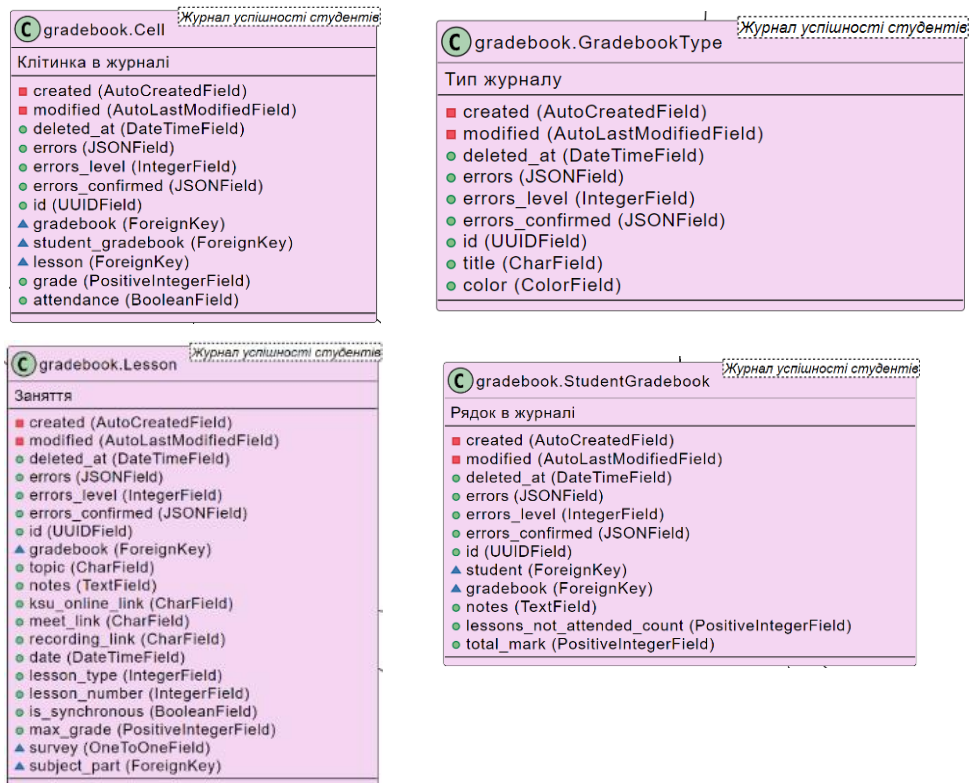 Журнал успішності студентів
C gradebook.Cell
Клітинка в журналі
created (AutoCreatedField)
modified (AutoLastModifiedField)
deleted_at (DateTimeField)
errors (JSONField)
errors_level (IntegerField)
errors_confirmed (JSONField)
id (UUIDField)
gradebook (ForeignKey)
student_gradebook (ForeignKey)
lesson (ForeignKey)
grade (PositiveIntegerField)
attendance (BooleanField)
Журнал успішності студентів
C gradebook.GradebookType
Тип журналу
created (AutoCreatedField)
modified (AutoLastModifiedField)
deleted_at (DateTimeField)
errors (JSONField)
errors_level (IntegerField)
errors_confirmed (JSONField)
id (UUIDField)
title (CharField)
color (ColorField)
Журнал успішності студентів
C gradebook.Lesson
Заняття
created (AutoCreatedField)
modified (AutoLastModifiedField)
deleted_at (DateTimeField)
errors (JSONField)
errors_level (IntegerField)
errors_confirmed (JSONField)
id (UUIDField)
gradebook (ForeignKey)
topic (CharField)
notes (TextField)
ksu_online_link (CharField)
meet_link (CharField)
recording_link (CharField)
date (DateTimeField)
lesson_type (IntegerField)
lesson_number (IntegerField)
is_synchronous (BooleanField)
max_grade (PositiveIntegerField)
survey (OneToOneField)
subject_part (ForeignKey)
Журнал успішності студентів
C gradebook.StudentGradebook
Рядок в журналі
created (AutoCreatedField)
modified (AutoLastModifiedField)
deleted_at (DateTimeField)
errors (JSONField)
errors_level (IntegerField)
errors_confirmed (JSONField)
id (UUIDField)
student (ForeignKey)
gradebook (ForeignKey)
notes (TextField)
lessons_not_attended_count (PositiveIntegerField)
total_mark (PositiveIntegerField)